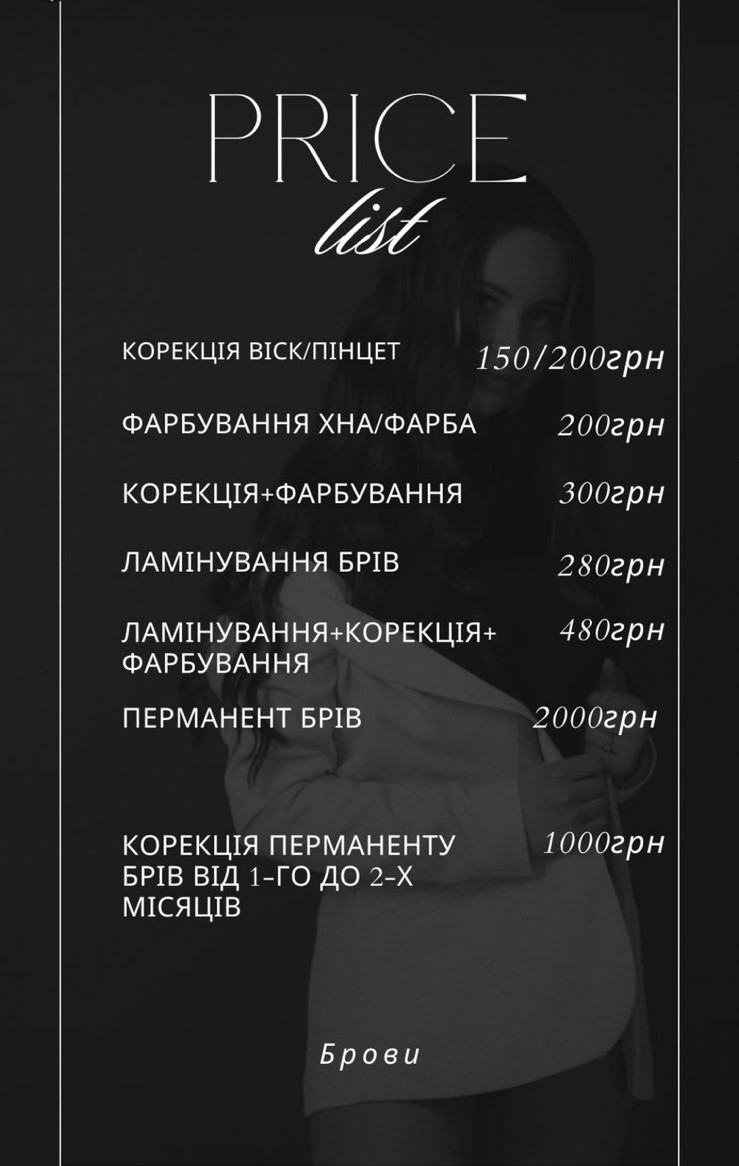 PRICE
list
КОРЕКЦІЯ ВІСК/ПІНЦЕТ 150/200грн
ФАРБУВАННЯ ХНА/ФАРБА 200грн
КОРЕКЦІЯ+ФАРБУВАННЯ 300грн
ЛАМІНУВАННЯ БРІВ 280грн
ЛАМІНУВАННЯ+КОРЕКЦІЯ+ 480грн
ФАРБУВАННЯ
ПЕРМАНЕНТ БРІВ 2000грн
КОРЕКЦІЯ ПЕРМАНЕНТУ 1000грн
БРІВ ВІД 1-ГО ДО 2-Х
МІСЯЦІВ
Брови